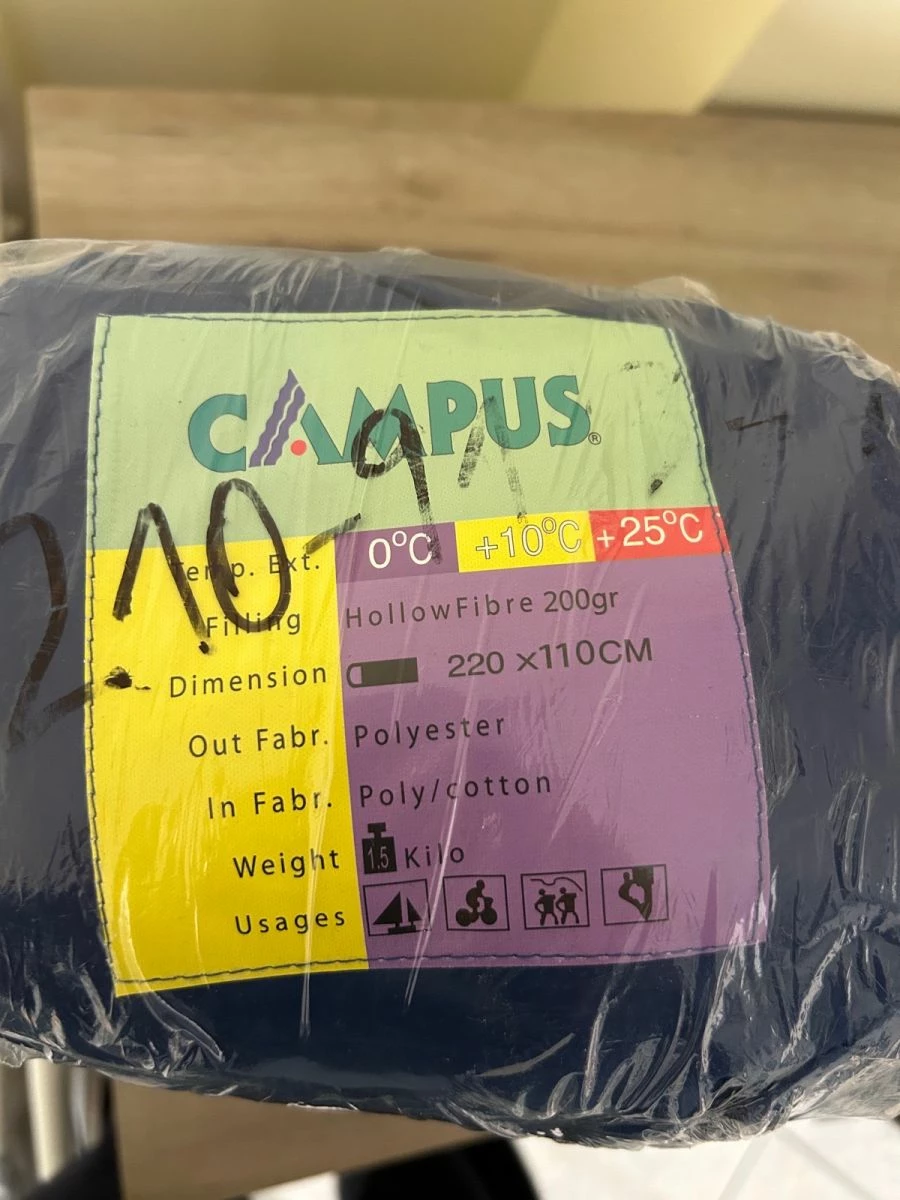 CAMPUS®
Temp. Ext. 0°C +10°C +25°C
Filling HollowFibre 200gr
Dimension 220 x110CM
Out Fabr. Polyester
In Fabr. Poly/cotton
Weight 1.5 Kilo
Usages